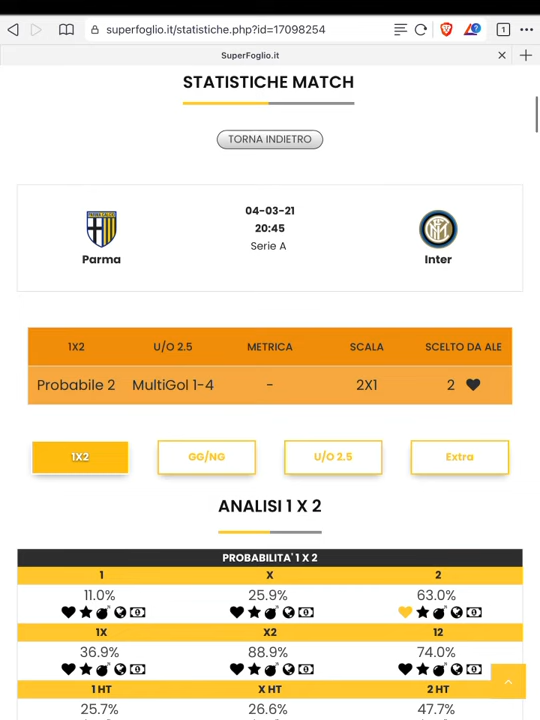 superfoglio.it/statistiche.php?id=17098254
1
SuperFoglio.it
STATISTICHE MATCH
TORNA INDIETRO
04-03-21
20:45
Serie A
Parma
Inter
1X2 U/O 2.5 METRICA SCALA SCELTO DA ALE
Probabile 2 MultiGol 1-4 - 2X1 2
1X2 GG/NG U/O 2.5 Extra
ANALISI 1 X 2
PROBABILITA' 1 X 2
1 X 2
11.0% 25.9% 63.0%
1X X2 12
36.9% 88.9% 74.0%
1 HT X HT 2 HT
25.7% 26.6% 47.7%